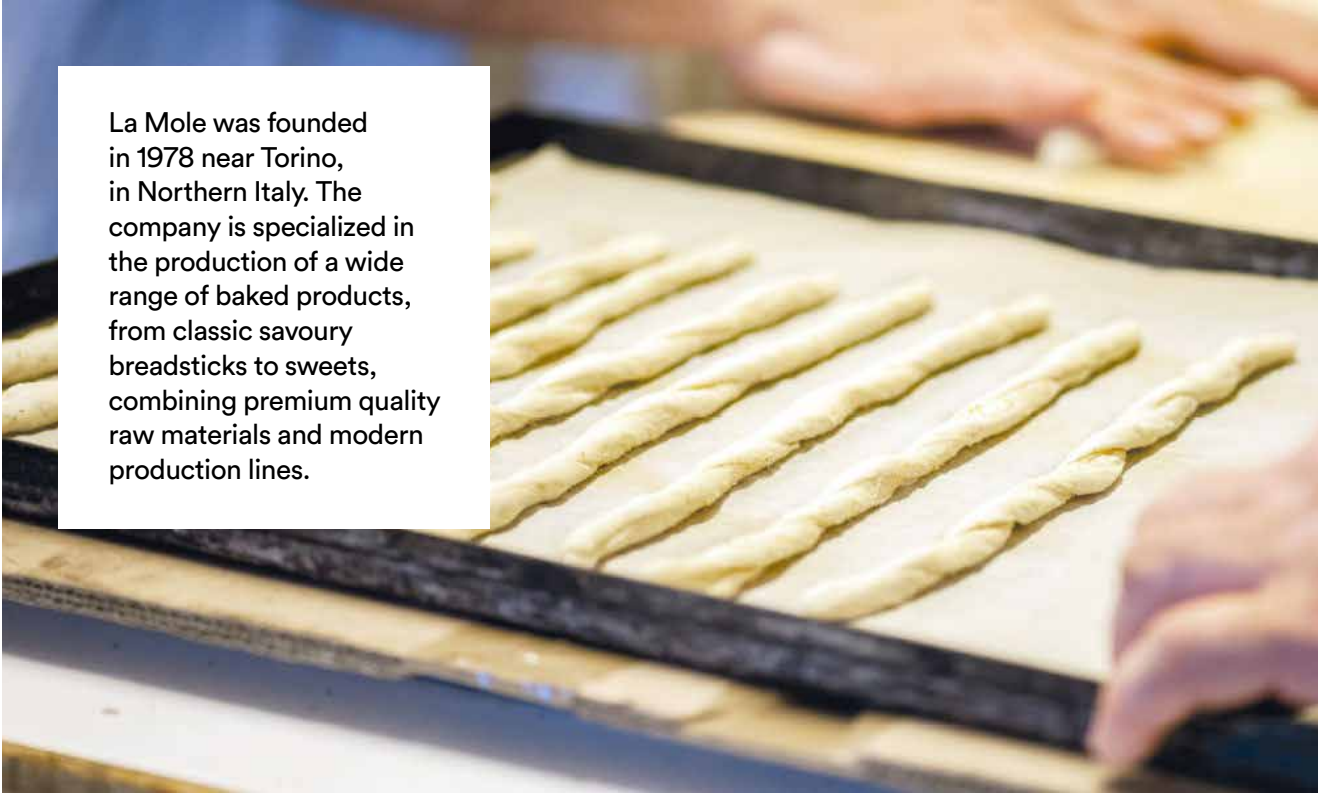 La Mole was founded
in 1978 near Torino,
in Northern Italy. The
company is specialized in
the production of a wide
range of baked products,
from classic savoury
breadsticks to sweets,
combining premium quality
raw materials and modern
production lines.